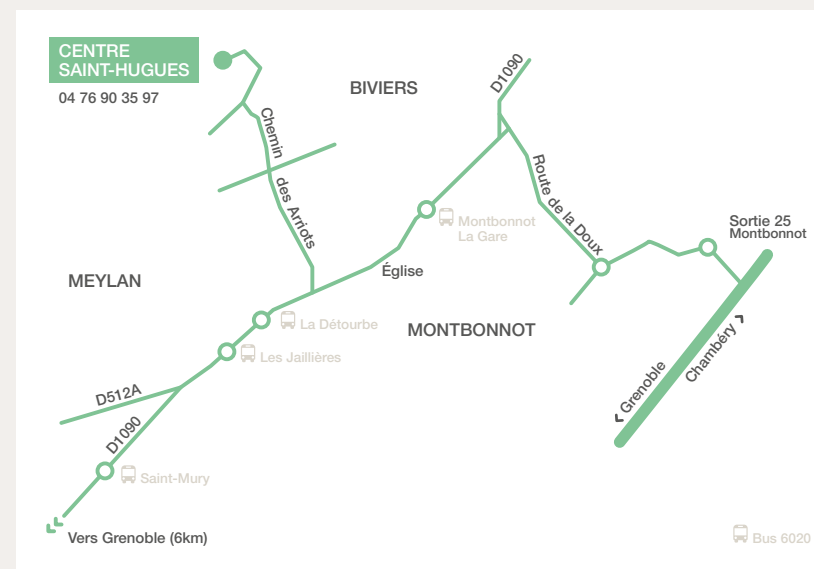 CENTRE
SAINT-HUGUES
04 76 90 35 97
BIVIERS
D1090
Chemin
des Arriots
Route de la Doux
Montbonnot
La Gare
Sortie 25
Montbonnot
Église
MEYLAN
La Détourbe
MONTBONNOT
Les Jaillières
Grenoble
Chambéry
D512A
D1090
Saint-Mury
Vers Grenoble (6km)
Bus 6020